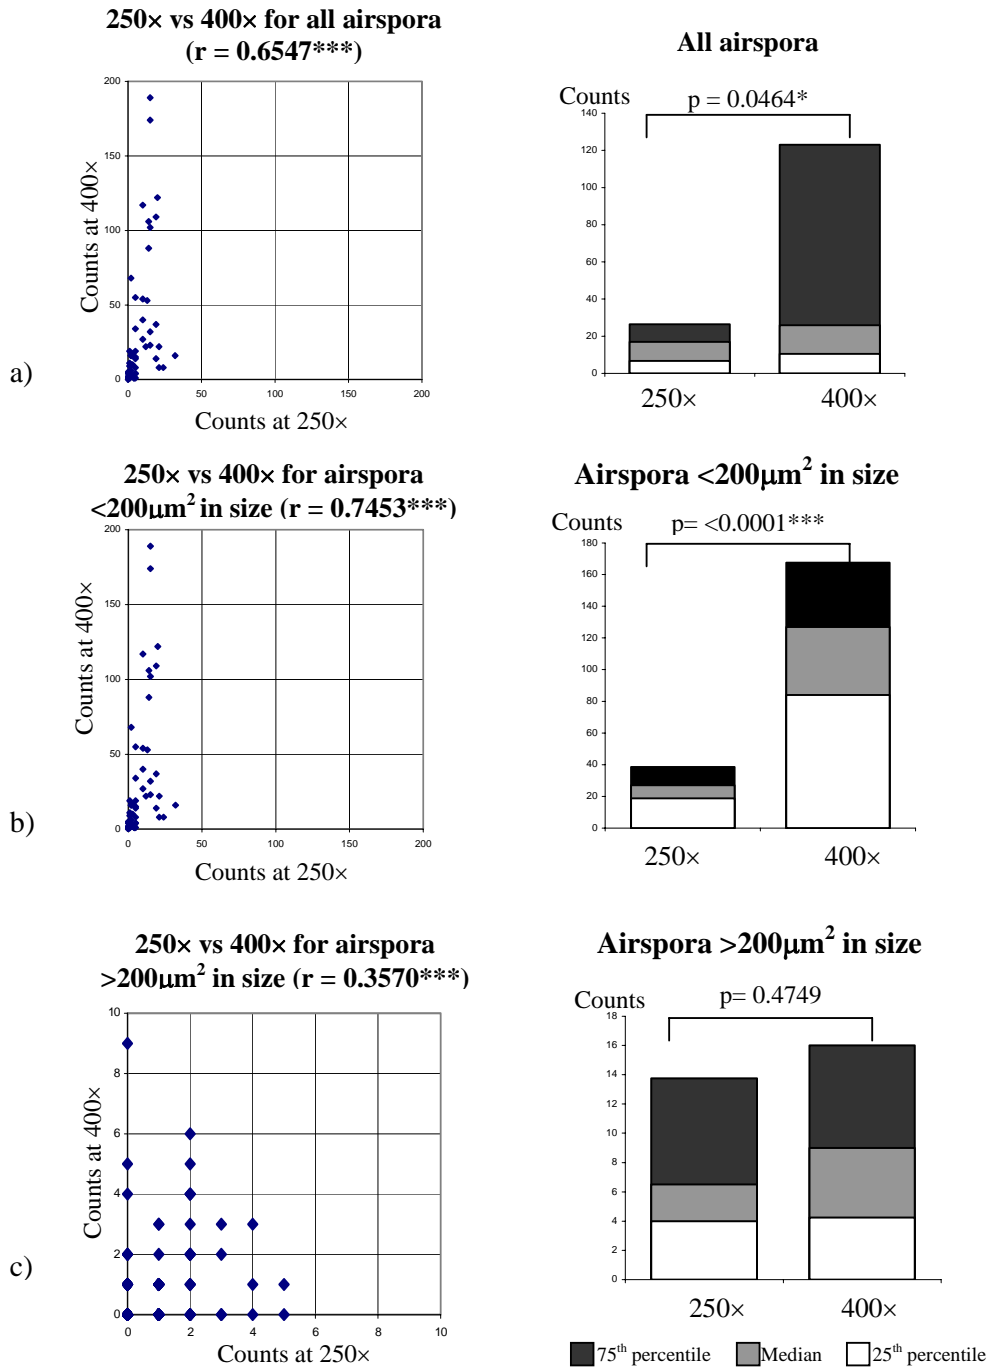 250× vs 400× for all airspora
(r = 0.6547***)
200
150
100
50
0
0 50 100 150 200
Counts at 400×
Counts at 250×
a)
All airspora
Counts
p = 0.0464*
140
120
100
80
60
40
20
0
250× 400×
250× vs 400× for airspora
<200µm² in size (r = 0.7453***)
200
150
100
50
0
0 50 100 150 200
Counts at 400×
Counts at 250×
b)
Airspora <200µm² in size
Counts
p= <0.0001***
180
160
140
120
100
80
60
40
20
0
250× 400×
250× vs 400× for airspora
>200µm² in size (r = 0.3570***)
10
8
6
4
2
0
0 2 4 6 8 10
Counts at 400×
Counts at 250×
c)
Airspora >200µm² in size
Counts
p= 0.4749
18
16
14
12
10
8
6
4
2
0
250× 400×
75th percentile Median 25th percentile